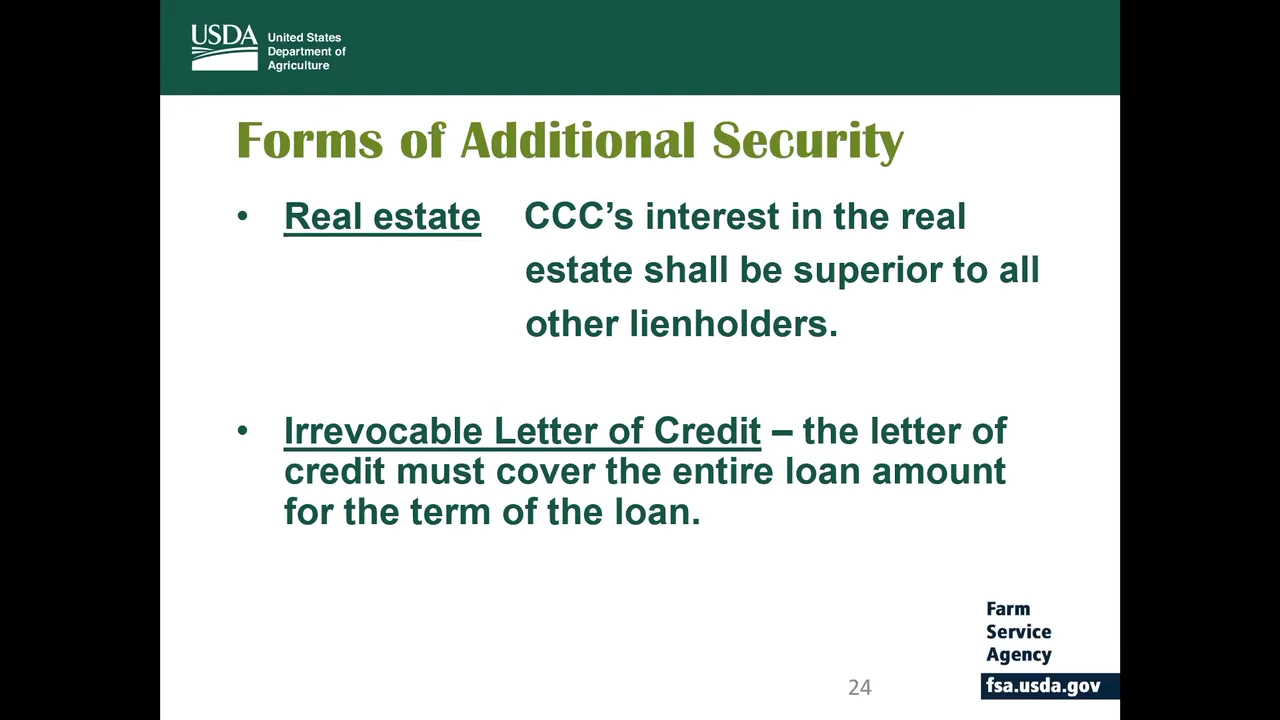 USDA
United States
Department of
Agriculture
Forms of Additional Security
• Real estate CCC’s interest in the real
estate shall be superior to all
other lienholders.
• Irrevocable Letter of Credit – the letter of
credit must cover the entire loan amount
for the term of the loan.
Farm
Service
Agency
fsa.usda.gov
24